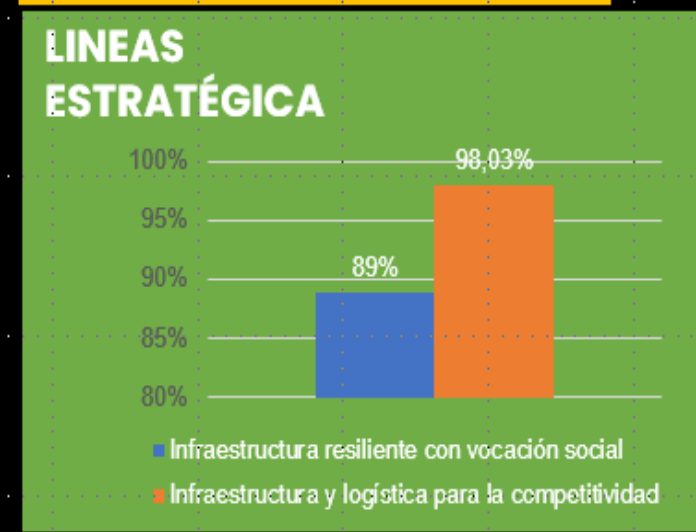 LINEAS
ESTRATÉGICA
100%
98,03%
95%
89%
90%
85%
80%
Infraestructura resiliente con vocación social
Infraestructura y logística para la competitividad